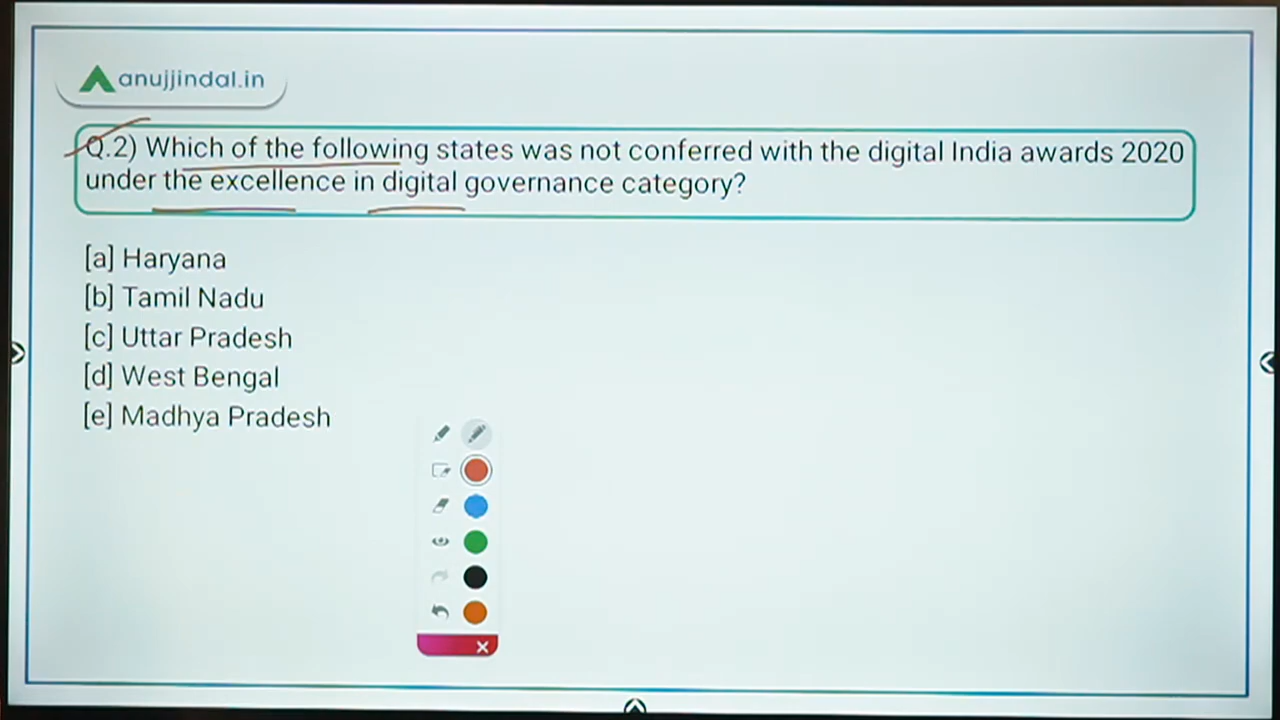 anujjindal.in
Q.2) Which of the following states was not conferred with the digital India awards 2020
under the excellence in digital governance category?
[a] Haryana
[b] Tamil Nadu
[c] Uttar Pradesh
[d] West Bengal
[e] Madhya Pradesh